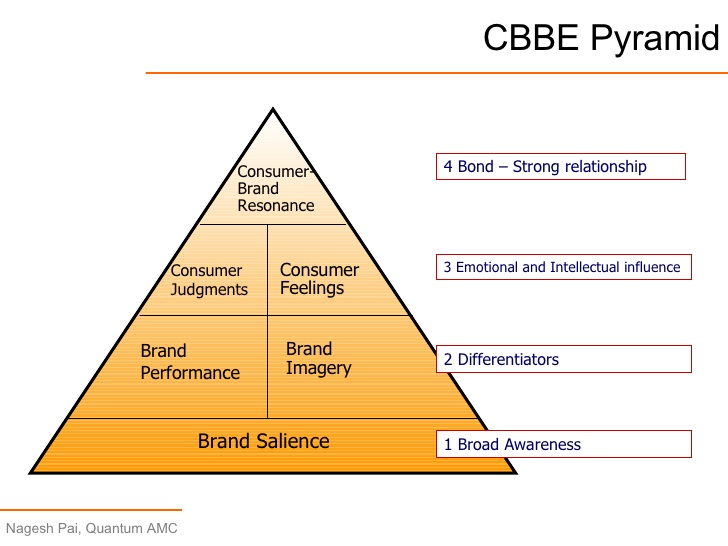 CBBE Pyramid
Consumer-
Brand
Resonance
4 Bond – Strong relationship
Consumer
Judgments
Consumer
Feelings
3 Emotional and Intellectual influence
Brand
Performance
Brand
Imagery
2 Differentiators
Brand Salience
1 Broad Awareness
Nagesh Pai, Quantum AMC